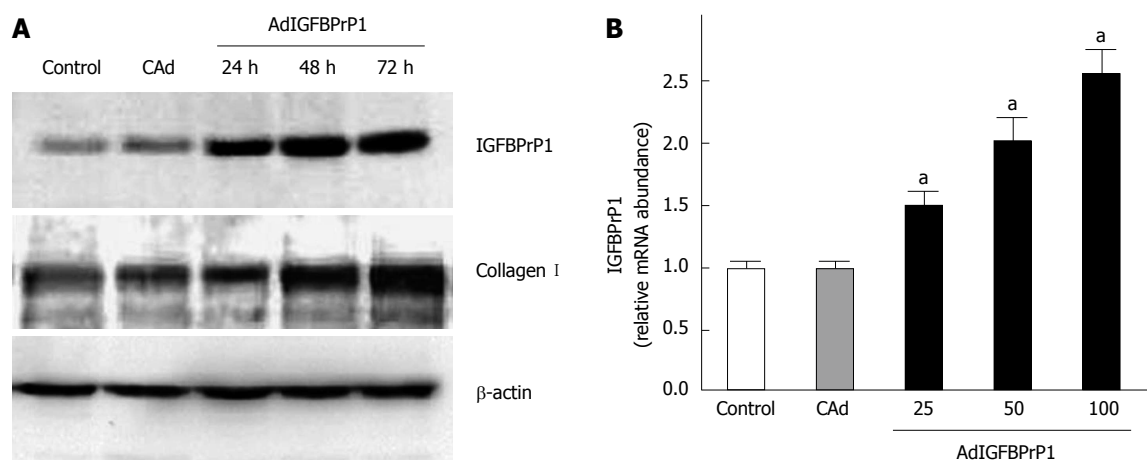 A
AdIGFBPrP1
Control CAd 24 h 48 h 72 h
IGFBPrP1
Collagen Ⅰ
β-actin
B
IGFBPrP1
(relative mRNA abundance)
2.5
2.0
1.5
1.0
0.5
0.0
a
a
a
Control CAd 25 50 100
AdIGFBPrP1